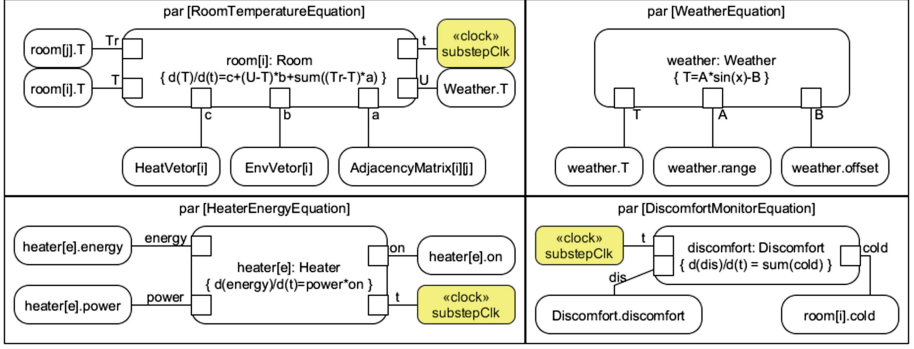 par [RoomTemperatureEquation]
room[j].T
Tr
room[i].T
T
room[i]: Room
{ d(T)/d(t)=c+(U-T)*b+sum((Tr-T)*a) }
t
«clock»
substepClk
U
Weather.T
c
b
a
HeatVetor[i]
EnvVetor[i]
AdjacencyMatrix[i][j]
par [WeatherEquation]
weather: Weather
{ T=A*sin(x)-B }
T
A
B
weather.T
weather.range
weather.offset
par [HeaterEnergyEquation]
heater[e].energy
energy
heater[e].power
power
heater[e]: Heater
{ d(energy)/d(t)=power*on }
on
heater[e].on
t
«clock»
substepClk
par [DiscomfortMonitorEquation]
«clock»
substepClk
t
dis
discomfort: Discomfort
{ d(dis)/d(t) = sum(cold) }
cold
Discomfort.discomfort
room[i].cold